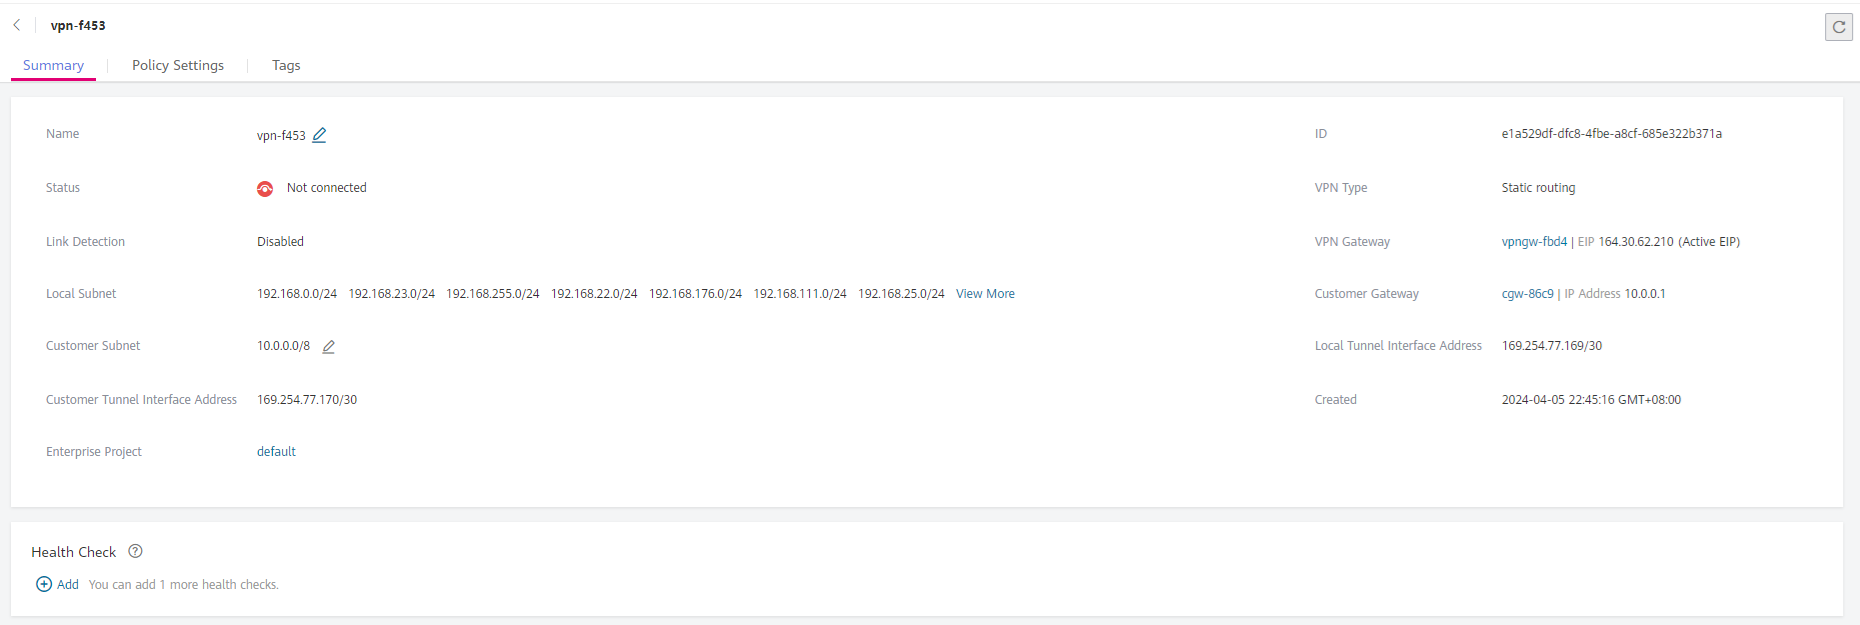 vpn-f453
Summary Policy Settings Tags
Name vpn-f453 ID e1a529df-dfc8-4fbe-a8cf-685e322b371a
Status Not connected VPN Type Static routing
Link Detection Disabled VPN Gateway vpngw-fbd4 | EIP 164.30.62.210 (Active EIP)
Local Subnet 192.168.0.0/24 192.168.23.0/24 192.168.255.0/24 192.168.22.0/24 192.168.176.0/24 192.168.111.0/24 192.168.25.0/24 View More Customer Gateway cgw-86c9 | IP Address 10.0.0.1
Customer Subnet 10.0.0.0/8 Local Tunnel Interface Address 169.254.77.169/30
Customer Tunnel Interface Address 169.254.77.170/30 Created 2024-04-05 22:45:16 GMT+08:00
Enterprise Project default
Health Check ?
Add You can add 1 more health checks.